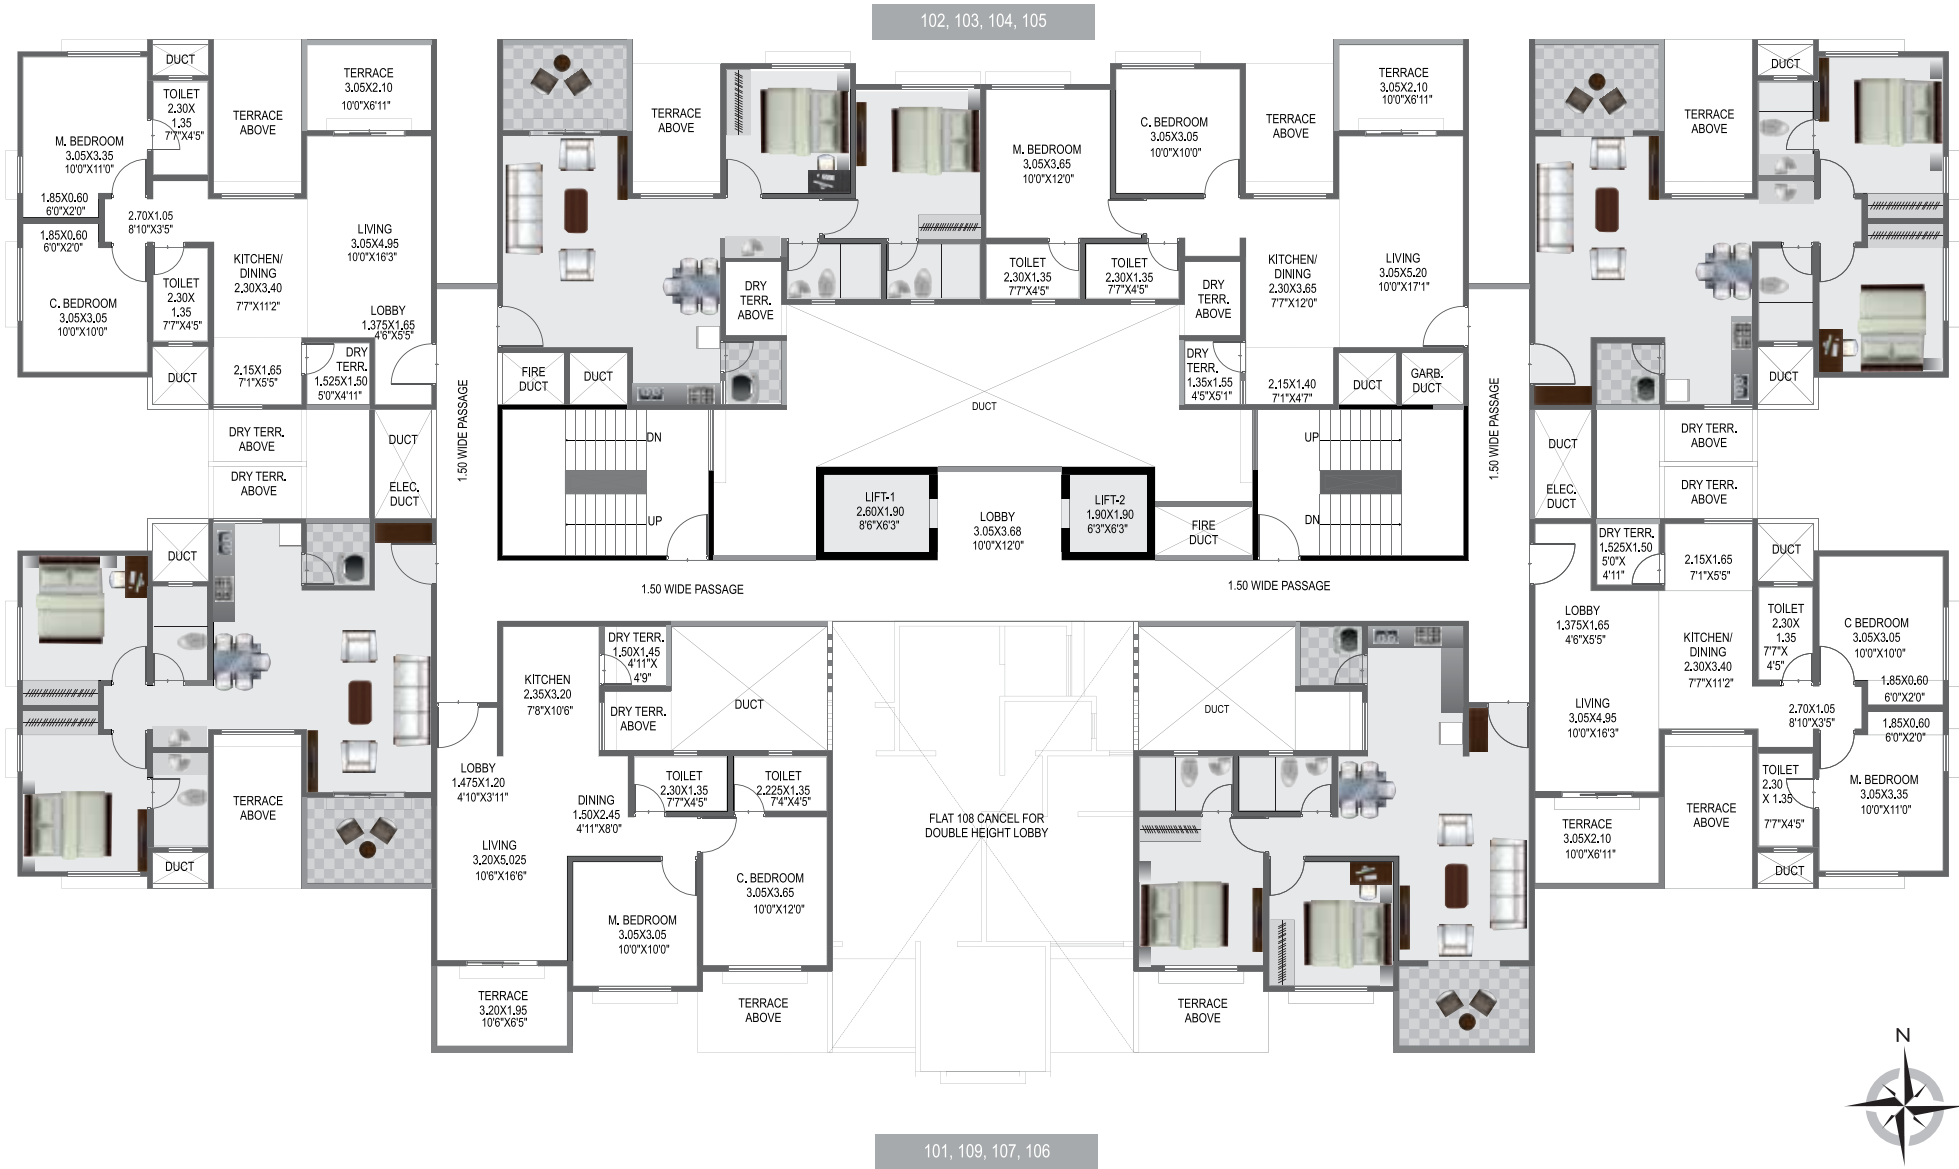 102, 103, 104, 105
DUCT
TOILET
2.30X
1.35
7'7"X4'5"
M. BEDROOM
3.05X3.35
10'0"X11'0"
TERRACE
ABOVE
TERRACE
3.05X2.10
10'0"X6'11"
1.85X0.60
6'0"X2'0"
2.70X1.05
8'10"X3'5"
1.85X0.60
6'0"X2'0"
C. BEDROOM
3.05X3.05
10'0"X10'0"
TOILET
2.30X
1.35
7'7"X4'5"
KITCHEN/
DINING
2.30X3.40
7'7"X11'2"
LIVING
3.05X4.95
10'0"X16'3"
LOBBY
1.375X1.65
4'6"X5'5"
DUCT
2.15X1.65
7'1"X5'5"
DRY
TERR.
1.525X1.50
5'0"X4'11"
DRY TERR.
ABOVE
DRY TERR.
ABOVE
DUCT
ELEC.
DUCT
1.50 WIDE PASSAGE
TERRACE
ABOVE
DRY
TERR.
ABOVE
FIRE
DUCT
DUCT
DN
UP
M. BEDROOM
3.05X3.65
10'0"X12'0"
C. BEDROOM
3.05X3.05
10'0"X10'0"
TERRACE
ABOVE
TERRACE
3.05X2.10
10'0"X6'11"
TOILET
2.30X1.35
7'7"X4'5"
TOILET
2.30X1.35
7'7"X4'5"
DRY
TERR.
ABOVE
KITCHEN/
DINING
2.30X3.65
7'7"X12'0"
LIVING
3.05X5.20
10'0"X17'1"
DRY
TERR.
1.35x1.55
4'5"X5'1"
2.15X1.40
7'1"X4'7"
DUCT
GARB.
DUCT
DUCT
UP
DN
LIFT-1
2.60X1.90
8'6"X6'3"
LOBBY
3.05X3.68
10'0"X12'0"
LIFT-2
1.90X1.90
6'3"X6'3"
FIRE
DUCT
1.50 WIDE PASSAGE
1.50 WIDE PASSAGE
1.50 WIDE PASSAGE
TERRACE
ABOVE
DUCT
DUCT
DUCT
ELEC.
DUCT
DRY TERR.
ABOVE
DRY TERR.
ABOVE
DUCT
TERRACE
ABOVE
DUCT
KITCHEN
2.35X3.20
7'8"X10'6"
DRY TERR.
1.50X1.45
4'11"X
4'9"
DRY TERR.
ABOVE
DUCT
LOBBY
1.475X1.20
4'10"X3'11"
TOILET
2.30X1.35
7'7"X4'5"
TOILET
2.225X1.35
7'4"X4'5"
DINING
1.50X2.45
4'11"X8'0"
LIVING
3.20X5.025
10'6"X16'6"
C. BEDROOM
3.05X3.65
10'0"X12'0"
M. BEDROOM
3.05X3.05
10'0"X10'0"
TERRACE
3.20X1.95
10'6"X6'5"
TERRACE
ABOVE
FLAT 108 CANCEL FOR
DOUBLE HEIGHT LOBBY
DUCT
TERRACE
ABOVE
DRY TERR.
1.525X1.50
5'0"X
4'11"
2.15X1.65
7'1"X5'5"
DUCT
LOBBY
1.375X1.65
4'6"X5'5"
KITCHEN/
DINING
2.30X3.40
7'7"X11'2"
TOILET
2.30X
1.35
7'7"X
4'5"
C BEDROOM
3.05X3.05
10'0"X10'0"
1.85X0.60
6'0"X2'0"
LIVING
3.05X4.95
10'0"X16'3"
2.70X1.05
8'10"X3'5"
1.85X0.60
6'0"X2'0"
TOILET
2.30
X 1.35
7'7"X4'5"
M. BEDROOM
3.05X3.35
10'0"X11'0"
TERRACE
3.05X2.10
10'0"X6'11"
TERRACE
ABOVE
DUCT
N
101, 109, 107, 106